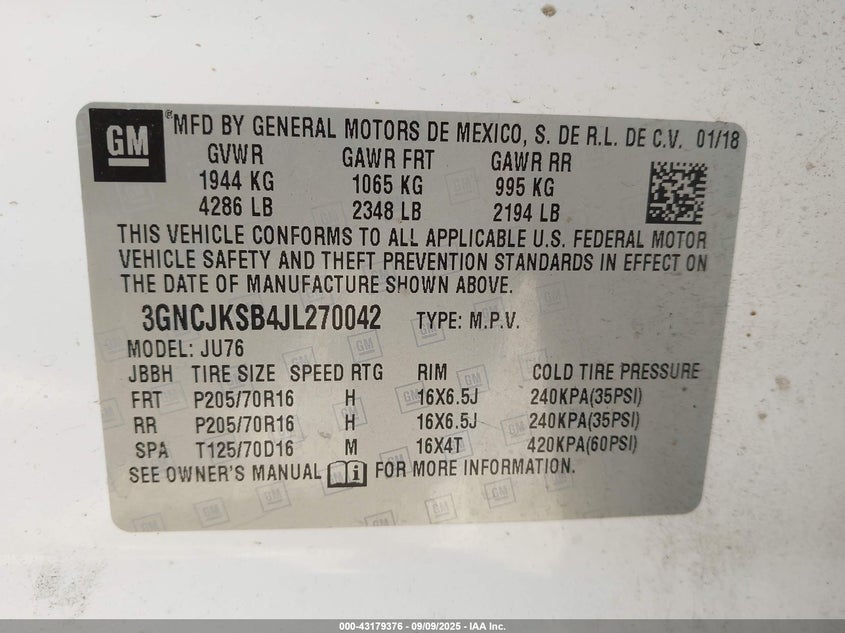 GM
® MFD BY GENERAL MOTORS DE MEXICO, S. DE R.L. DE C.V. 01/18
GVWR GAWR FRT GAWR RR
1944 KG 1065 KG 995 KG
4286 LB 2348 LB 2194 LB
THIS VEHICLE CONFORMS TO ALL APPLICABLE U.S. FEDERAL MOTOR
VEHICLE SAFETY AND THEFT PREVENTION STANDARDS IN EFFECT ON
THE DATE OF MANUFACTURE SHOWN ABOVE.
3GNCJKSB4JL270042 TYPE: M.P.V.
MODEL: JU76
JBBH TIRE SIZE SPEED RTG RIM COLD TIRE PRESSURE
FRT P205/70R16 H 16X6.5J 240KPA(35PSI)
RR P205/70R16 H 16X6.5J 240KPA(35PSI)
SPA T125/70D16 M 16X4T 420KPA(60PSI)
SEE OWNER'S MANUAL i FOR MORE INFORMATION.
000-43179376 - 09/09/2025 - IAA Inc.